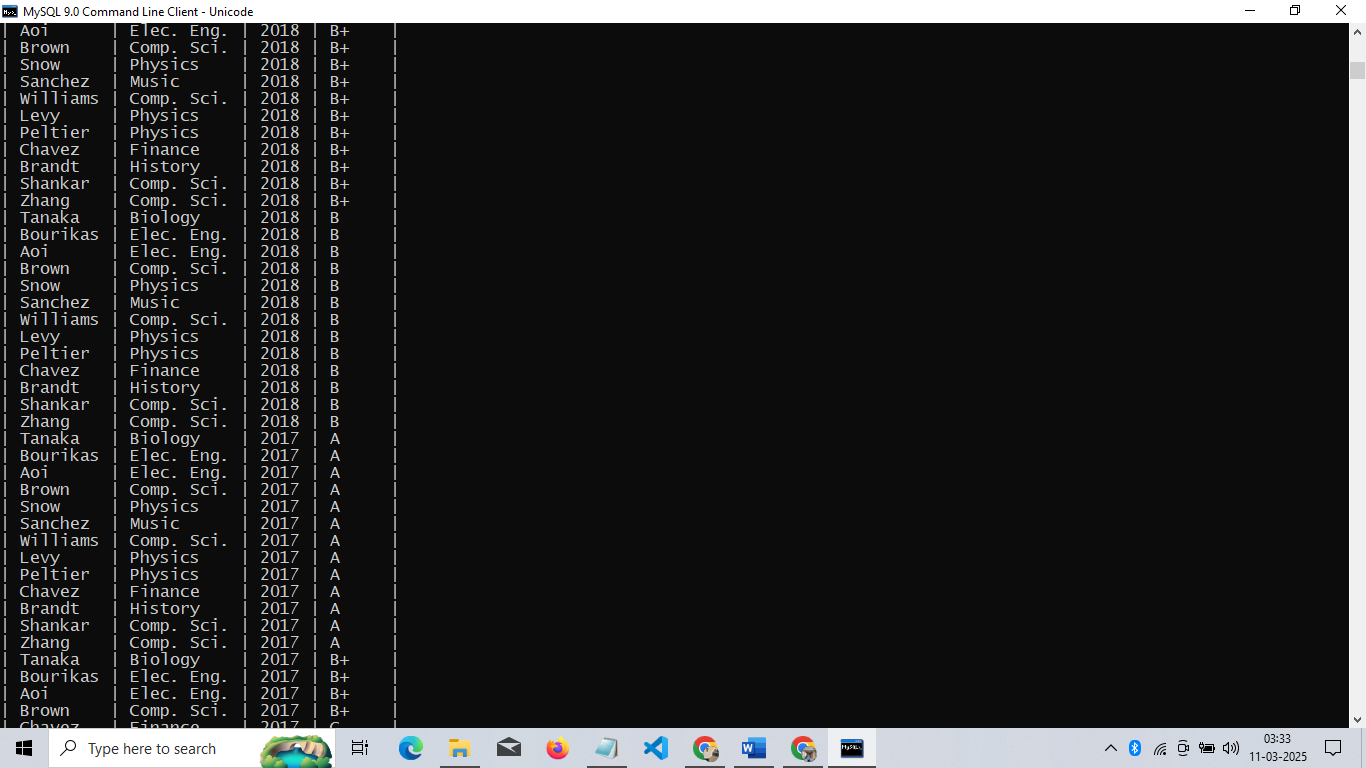 MySQL 9.0 Command Line Client - Unicode
| Aoi | Elec. Eng. | 2018 | B+ |
| Brown | Comp. Sci. | 2018 | B+ |
| Snow | Physics | 2018 | B+ |
| Sanchez | Music | 2018 | B+ |
| Williams | Comp. Sci. | 2018 | B+ |
| Levy | Physics | 2018 | B+ |
| Peltier | Physics | 2018 | B+ |
| Chavez | Finance | 2018 | B+ |
| Brandt | History | 2018 | B+ |
| Shankar | Comp. Sci. | 2018 | B+ |
| Zhang | Comp. Sci. | 2018 | B+ |
| Tanaka | Biology | 2018 | B |
| Bourikas | Elec. Eng. | 2018 | B |
| Aoi | Elec. Eng. | 2018 | B |
| Brown | Comp. Sci. | 2018 | B |
| Snow | Physics | 2018 | B |
| Sanchez | Music | 2018 | B |
| Williams | Comp. Sci. | 2018 | B |
| Levy | Physics | 2018 | B |
| Peltier | Physics | 2018 | B |
| Chavez | Finance | 2018 | B |
| Brandt | History | 2018 | B |
| Shankar | Comp. Sci. | 2018 | B |
| Zhang | Comp. Sci. | 2018 | B |
| Tanaka | Biology | 2017 | A |
| Bourikas | Elec. Eng. | 2017 | A |
| Aoi | Elec. Eng. | 2017 | A |
| Brown | Comp. Sci. | 2017 | A |
| Snow | Physics | 2017 | A |
| Sanchez | Music | 2017 | A |
| Williams | Comp. Sci. | 2017 | A |
| Levy | Physics | 2017 | A |
| Peltier | Physics | 2017 | A |
| Chavez | Finance | 2017 | A |
| Brandt | History | 2017 | A |
| Shankar | Comp. Sci. | 2017 | A |
| Zhang | Comp. Sci. | 2017 | A |
| Tanaka | Biology | 2017 | B+ |
| Bourikas | Elec. Eng. | 2017 | B+ |
| Aoi | Elec. Eng. | 2017 | B+ |
| Brown | Comp. Sci. | 2017 | B+ |
| Chavez | Finance | 2017 | |
Type here to search
03:33
11-03-2025